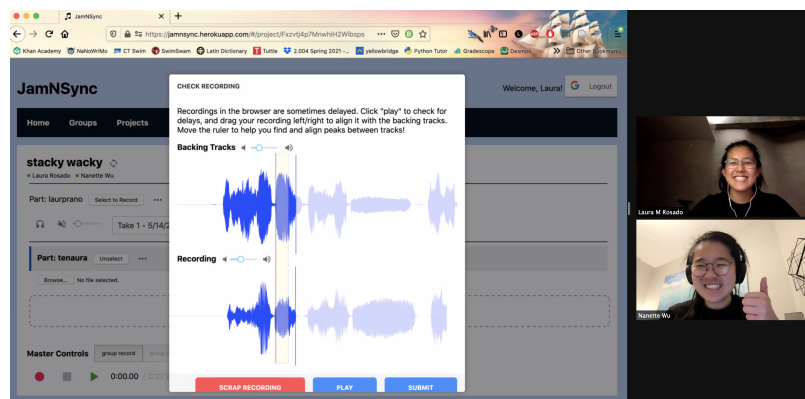 JamNSync
https://jamnsync.herokuapp.com/#/project/Fxzvtj4p7MnwhiH2Wibsps
Khan Academy
NaNoWriMo
CT Swim
SwimSwam
Latin Dictionary
Tuttle
2.004 Spring 2021 -...
yellowbridge
Python Tutor
Gradescope
Desmos
Other Bookmarks
JamNSync
Welcome, Laura!
Logout
Home
Groups
Projects
stacky wacky
Laura Rosado
Nanette Wu
Part: laurprano
Select to Record
Take 1 - 5/14/2
Part: tenaura
Unselect
Browse...
No file selected.
Master Controls
group record
0:00.00
CHECK RECORDING
Recordings in the browser are sometimes delayed. Click "play" to check for
delays, and drag your recording left/right to align it with the backing tracks.
Move the ruler to help you find and align peaks between tracks!
Backing Tracks
Recording
SCRAP RECORDING
PLAY
SUBMIT
Laura M Rosado
Nanette Wu